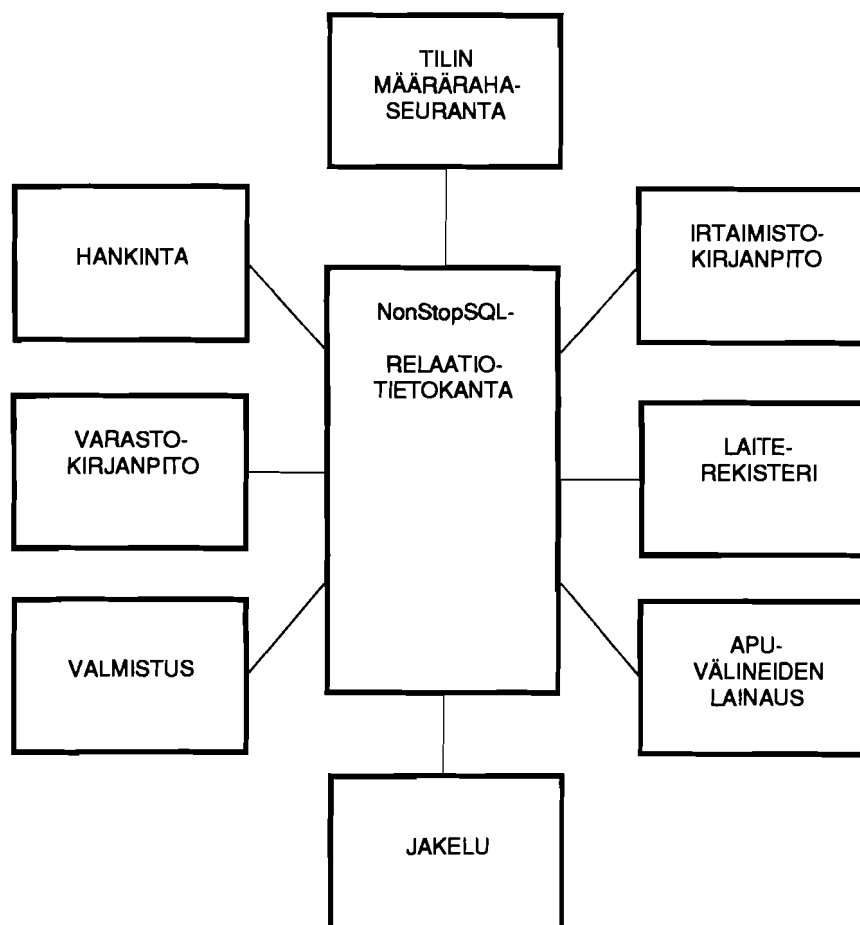 TILIN
MÄÄRÄRAHA-
SEURANTA
HANKINTA
IRTAIMISTO-
KIRJANPITO
NonStopSQL-
RELAATIO-
TIETOKANTA
VARASTO-
KIRJANPITO
LAITE-
REKISTERI
VALMISTUS
APU-
VÄLINEIDEN
LAINAUS
JAKELU